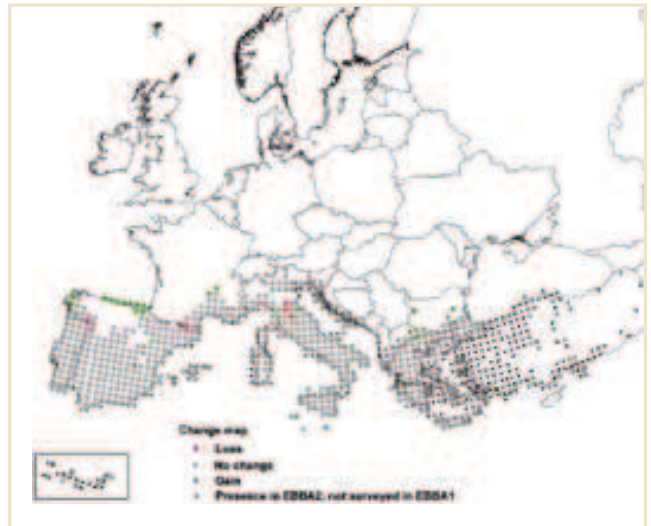 Change map
Loss
No change
Gain
Presence in EBBA2, not surveyed in EBBA1